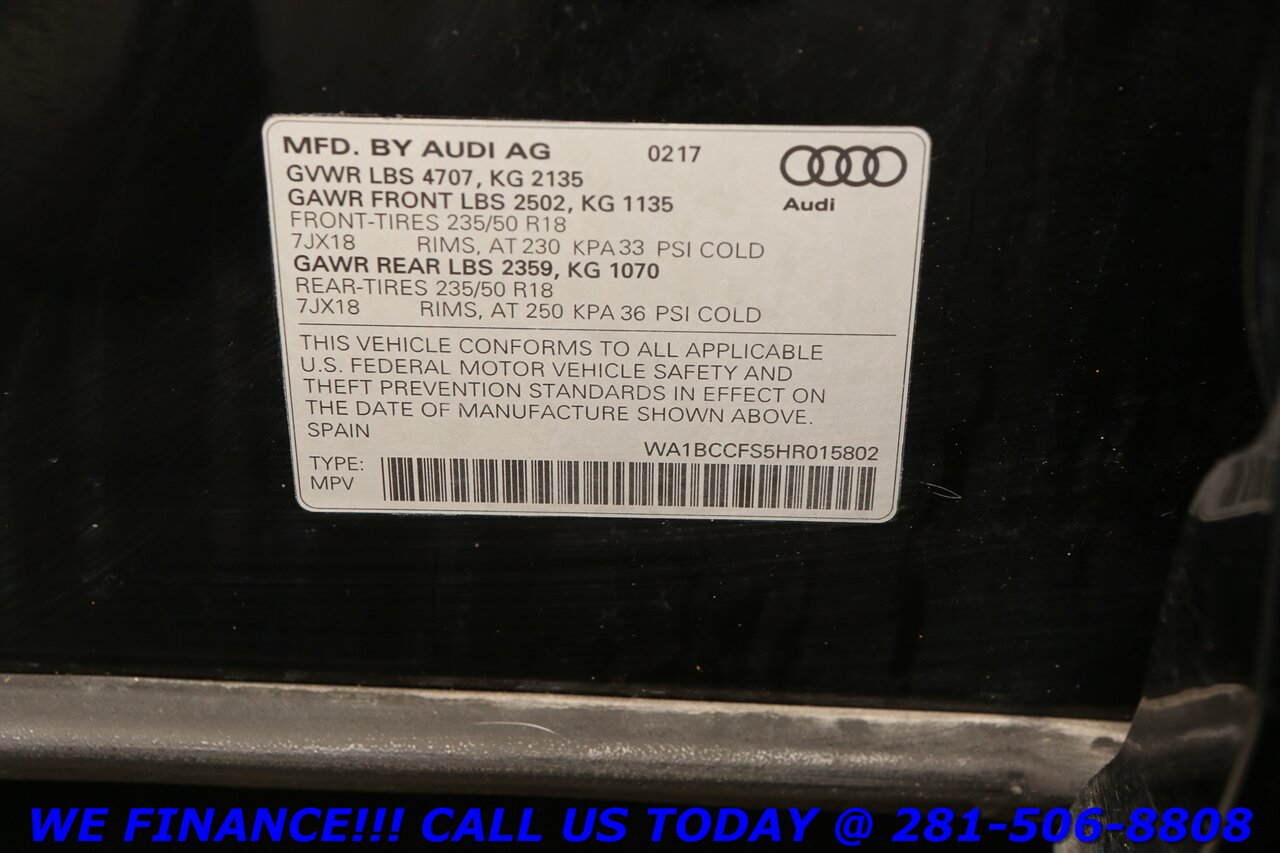 MFD. BY AUDI AG 0217
GVWR LBS 4707, KG 2135
GAWR FRONT LBS 2502, KG 1135
Audi
FRONT-TIRES 235/50 R18
7JX18 RIMS, AT 230 KPA 33 PSI COLD
GAWR REAR LBS 2359, KG 1070
REAR-TIRES 235/50 R18
7JX18 RIMS, AT 250 KPA 36 PSI COLD
THIS VEHICLE CONFORMS TO ALL APPLICABLE
U.S. FEDERAL MOTOR VEHICLE SAFETY AND
THEFT PREVENTION STANDARDS IN EFFECT ON
THE DATE OF MANUFACTURE SHOWN ABOVE.
SPAIN
WA1BCCFS5HR015802
TYPE:
MPV
WE FINANCE!!! CALL US TODAY @ 281-506-8808